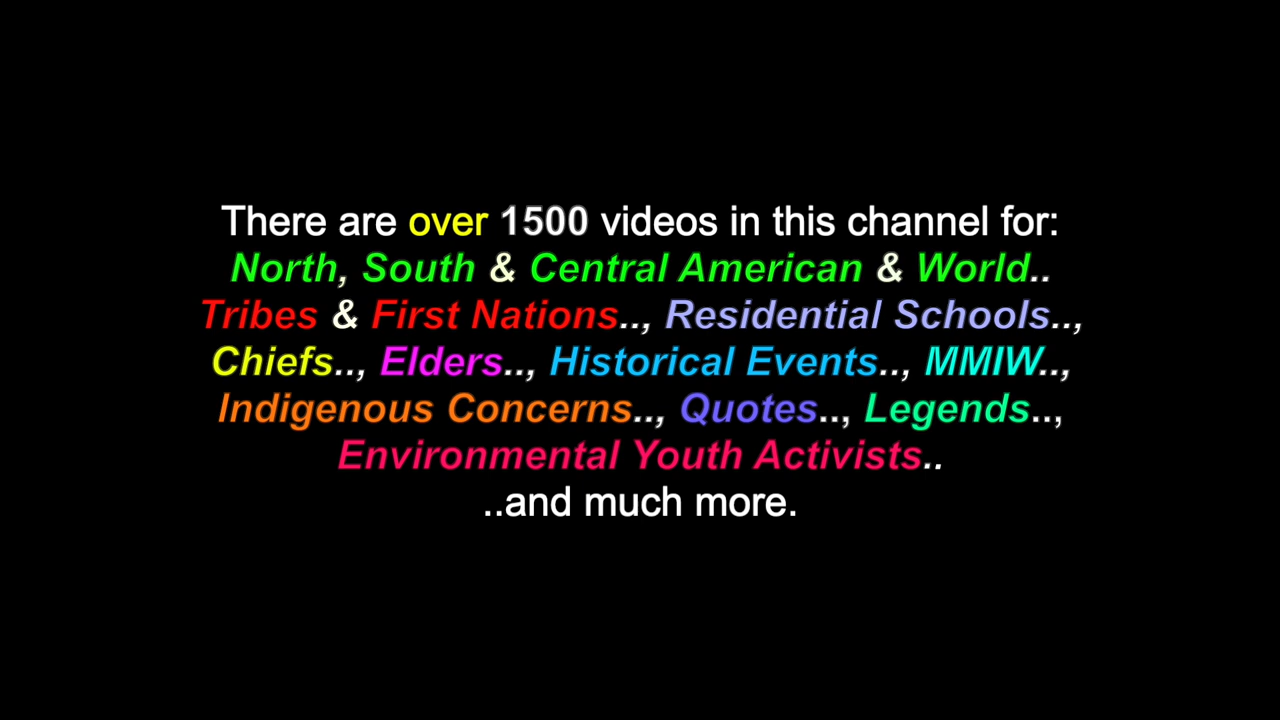 There are over 1500 videos in this channel for:
North, South & Central American & World..
Tribes & First Nations.., Residential Schools..,
Chiefs.., Elders.., Historical Events.., MMIW..,
Indigenous Concerns.., Quotes.., Legends..,
Environmental Youth Activists..
..and much more.